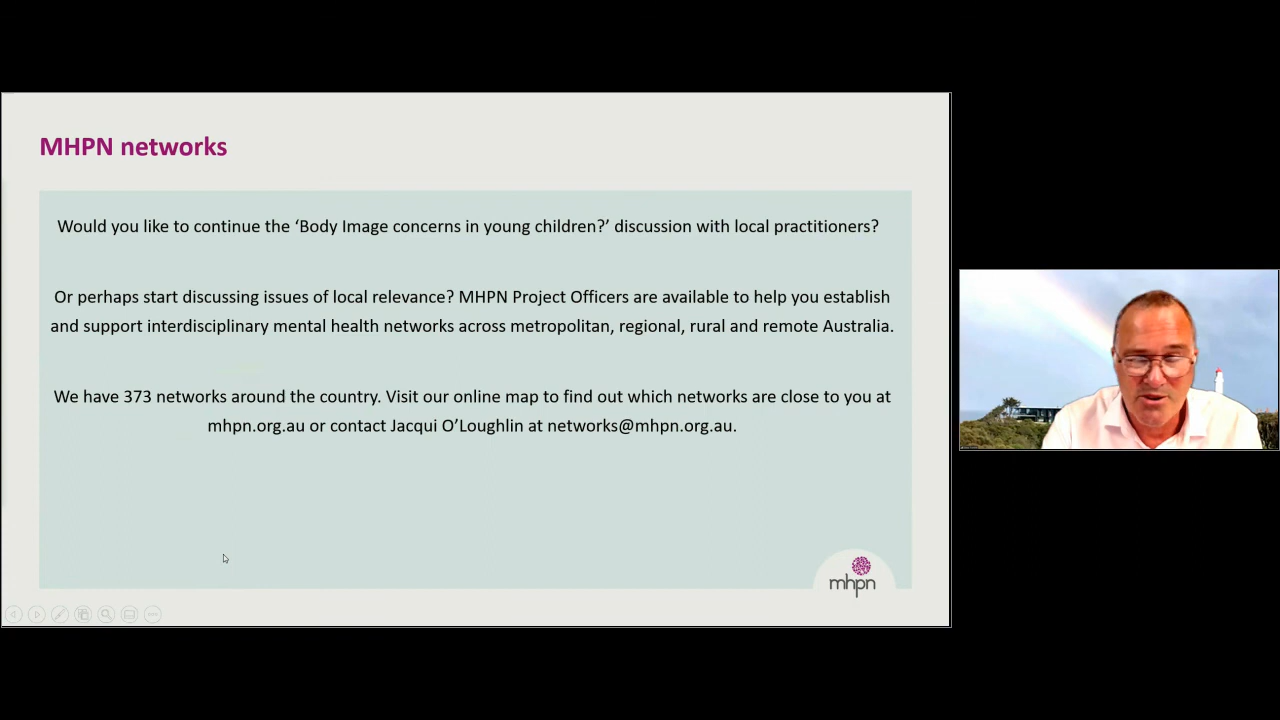 MHPN networks
Would you like to continue the ‘Body Image concerns in young children?’ discussion with local practitioners?
Or perhaps start discussing issues of local relevance? MHPN Project Officers are available to help you establish
and support interdisciplinary mental health networks across metropolitan, regional, rural and remote Australia.
We have 373 networks around the country. Visit our online map to find out which networks are close to you at
mhpn.org.au or contact Jacqui O’Loughlin at networks@mhpn.org.au.
mhpn